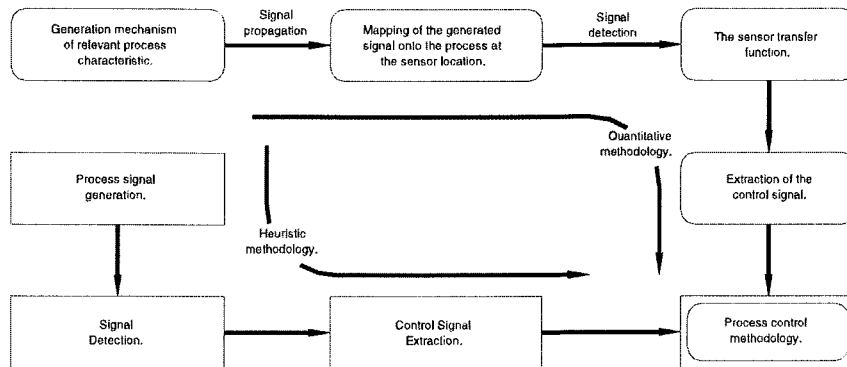 Generation mechanism
of relevant process
characteristic.
Signal
propagation
Mapping of the generated
signal onto the process at
the sensor location.
Signal
detection
The sensor transfer
function.
Quantitative
methodology.
Process signal
generation.
Extraction of the
control signal.
Heuristic
methodology.
Signal
Detection.
Control Signal
Extraction.
Process control
methodology.